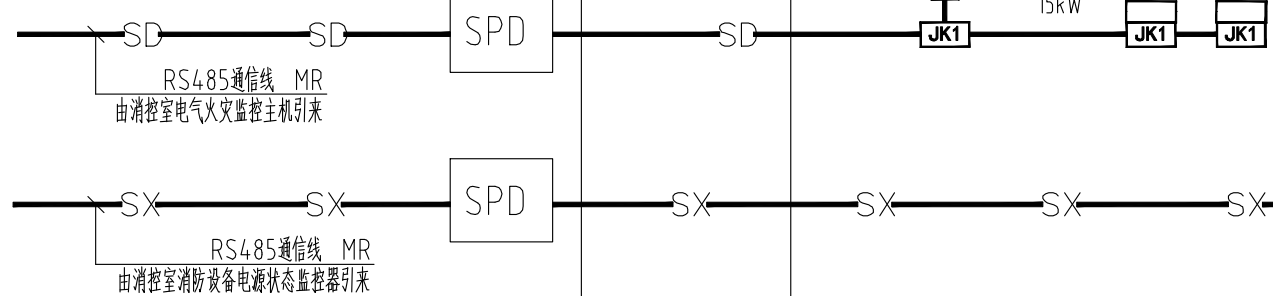 15kW
SD SD SPD SD JK1 JK1 JK1
RS485通信线 MR
由消控室电气火灾监控主机引来
SX SX SPD SX SX SX SX
RS485通信线 MR
由消控室消防设备电源状态监控器引来